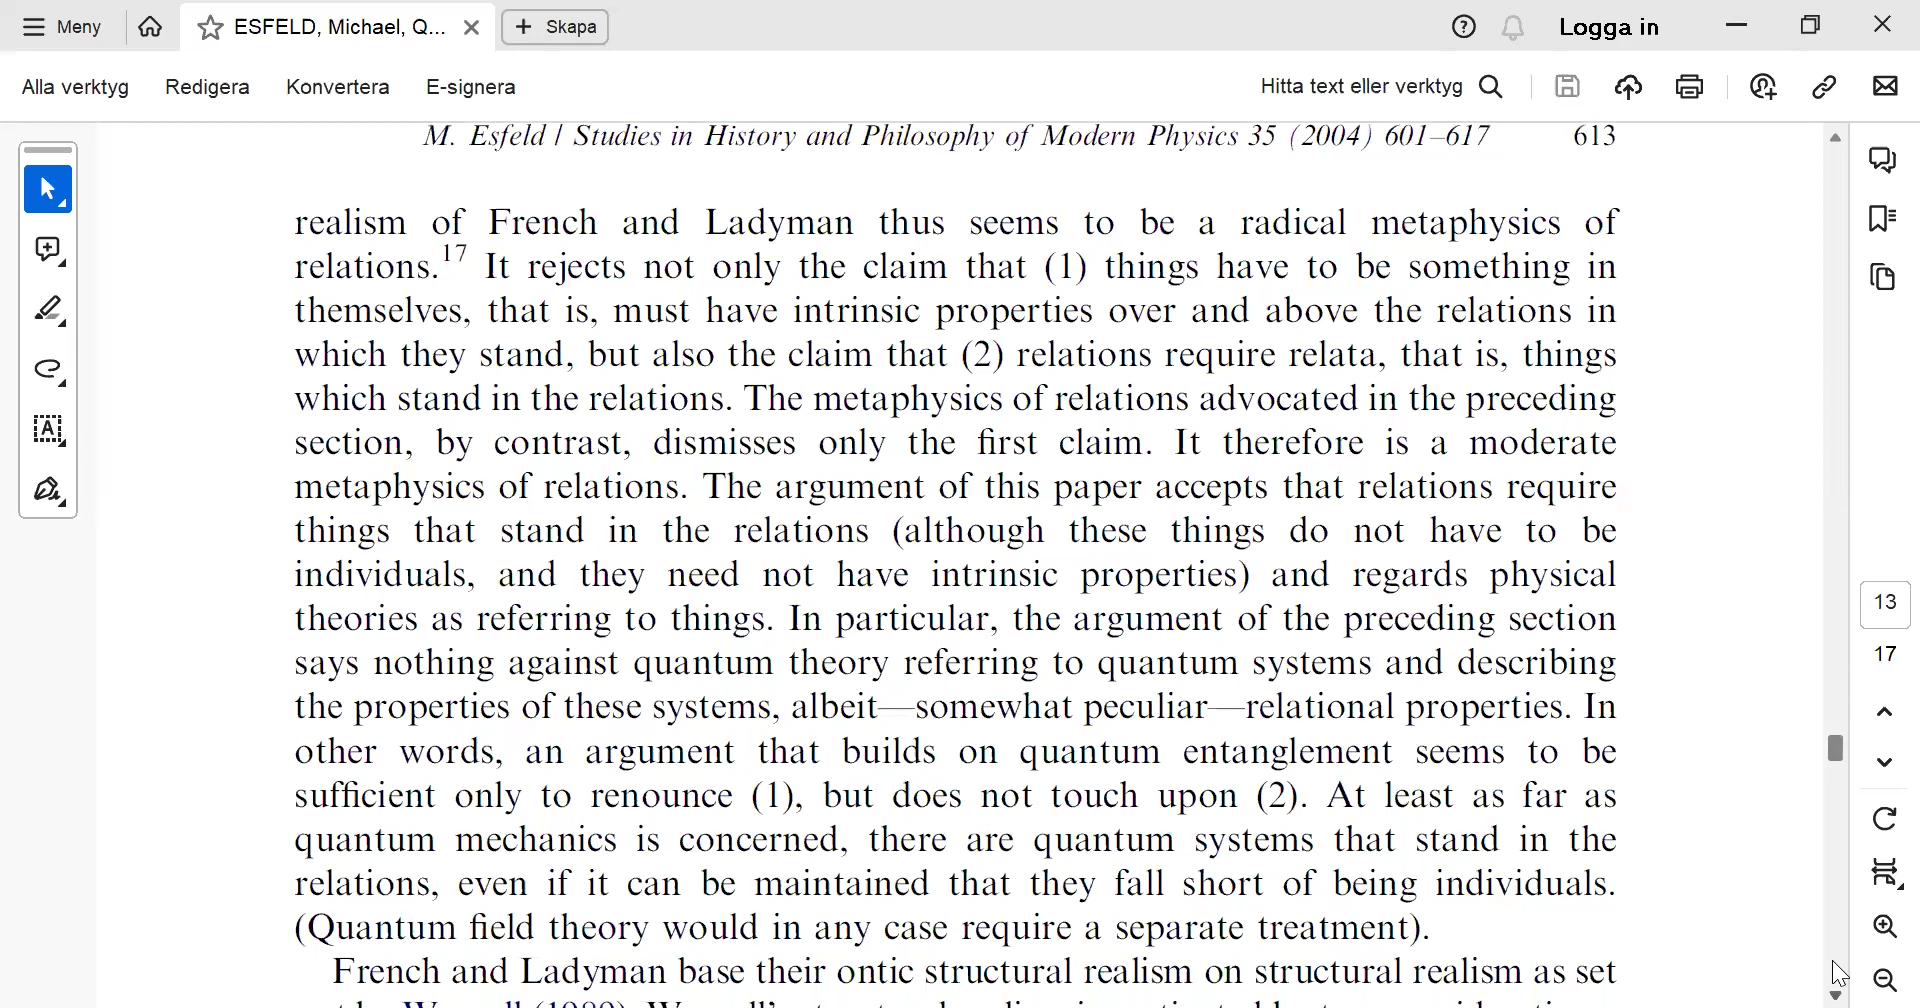 Meny
ESFELD, Michael, Q...
Skapa
Logga in
Alla verktyg
Redigera
Konvertera
E-signera
Hitta text eller verktyg
M. Esfeld / Studies in History and Philosophy of Modern Physics 35 (2004) 601–617 613
realism of French and Ladyman thus seems to be a radical metaphysics of
relations.17 It rejects not only the claim that (1) things have to be something in
themselves, that is, must have intrinsic properties over and above the relations in
which they stand, but also the claim that (2) relations require relata, that is, things
which stand in the relations. The metaphysics of relations advocated in the preceding
section, by contrast, dismisses only the first claim. It therefore is a moderate
metaphysics of relations. The argument of this paper accepts that relations require
things that stand in the relations (although these things do not have to be
individuals, and they need not have intrinsic properties) and regards physical
theories as referring to things. In particular, the argument of the preceding section
says nothing against quantum theory referring to quantum systems and describing
the properties of these systems, albeit—somewhat peculiar—relational properties. In
other words, an argument that builds on quantum entanglement seems to be
sufficient only to renounce (1), but does not touch upon (2). At least as far as
quantum mechanics is concerned, there are quantum systems that stand in the
relations, even if it can be maintained that they fall short of being individuals.
(Quantum field theory would in any case require a separate treatment).
French and Ladyman base their ontic structural realism on structural realism as set
13
17